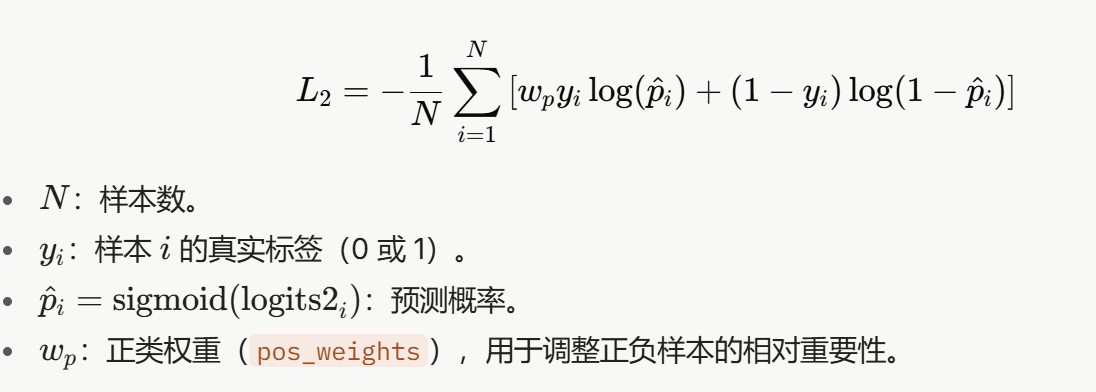 $L_2 = -\frac{1}{N} \sum_{i=1}^{N} [w_p y_i \log(\hat{p}_i) + (1 - y_i) \log(1 - \hat{p}_i)]$
• $N$：样本数。
• $y_i$：样本 $i$ 的真实标签（0 或 1）。
• $\hat{p}_i = \text{sigmoid}(\text{logits2}_i)$：预测概率。
• $w_p$：正类权重（pos_weights），用于调整正负样本的相对重要性。